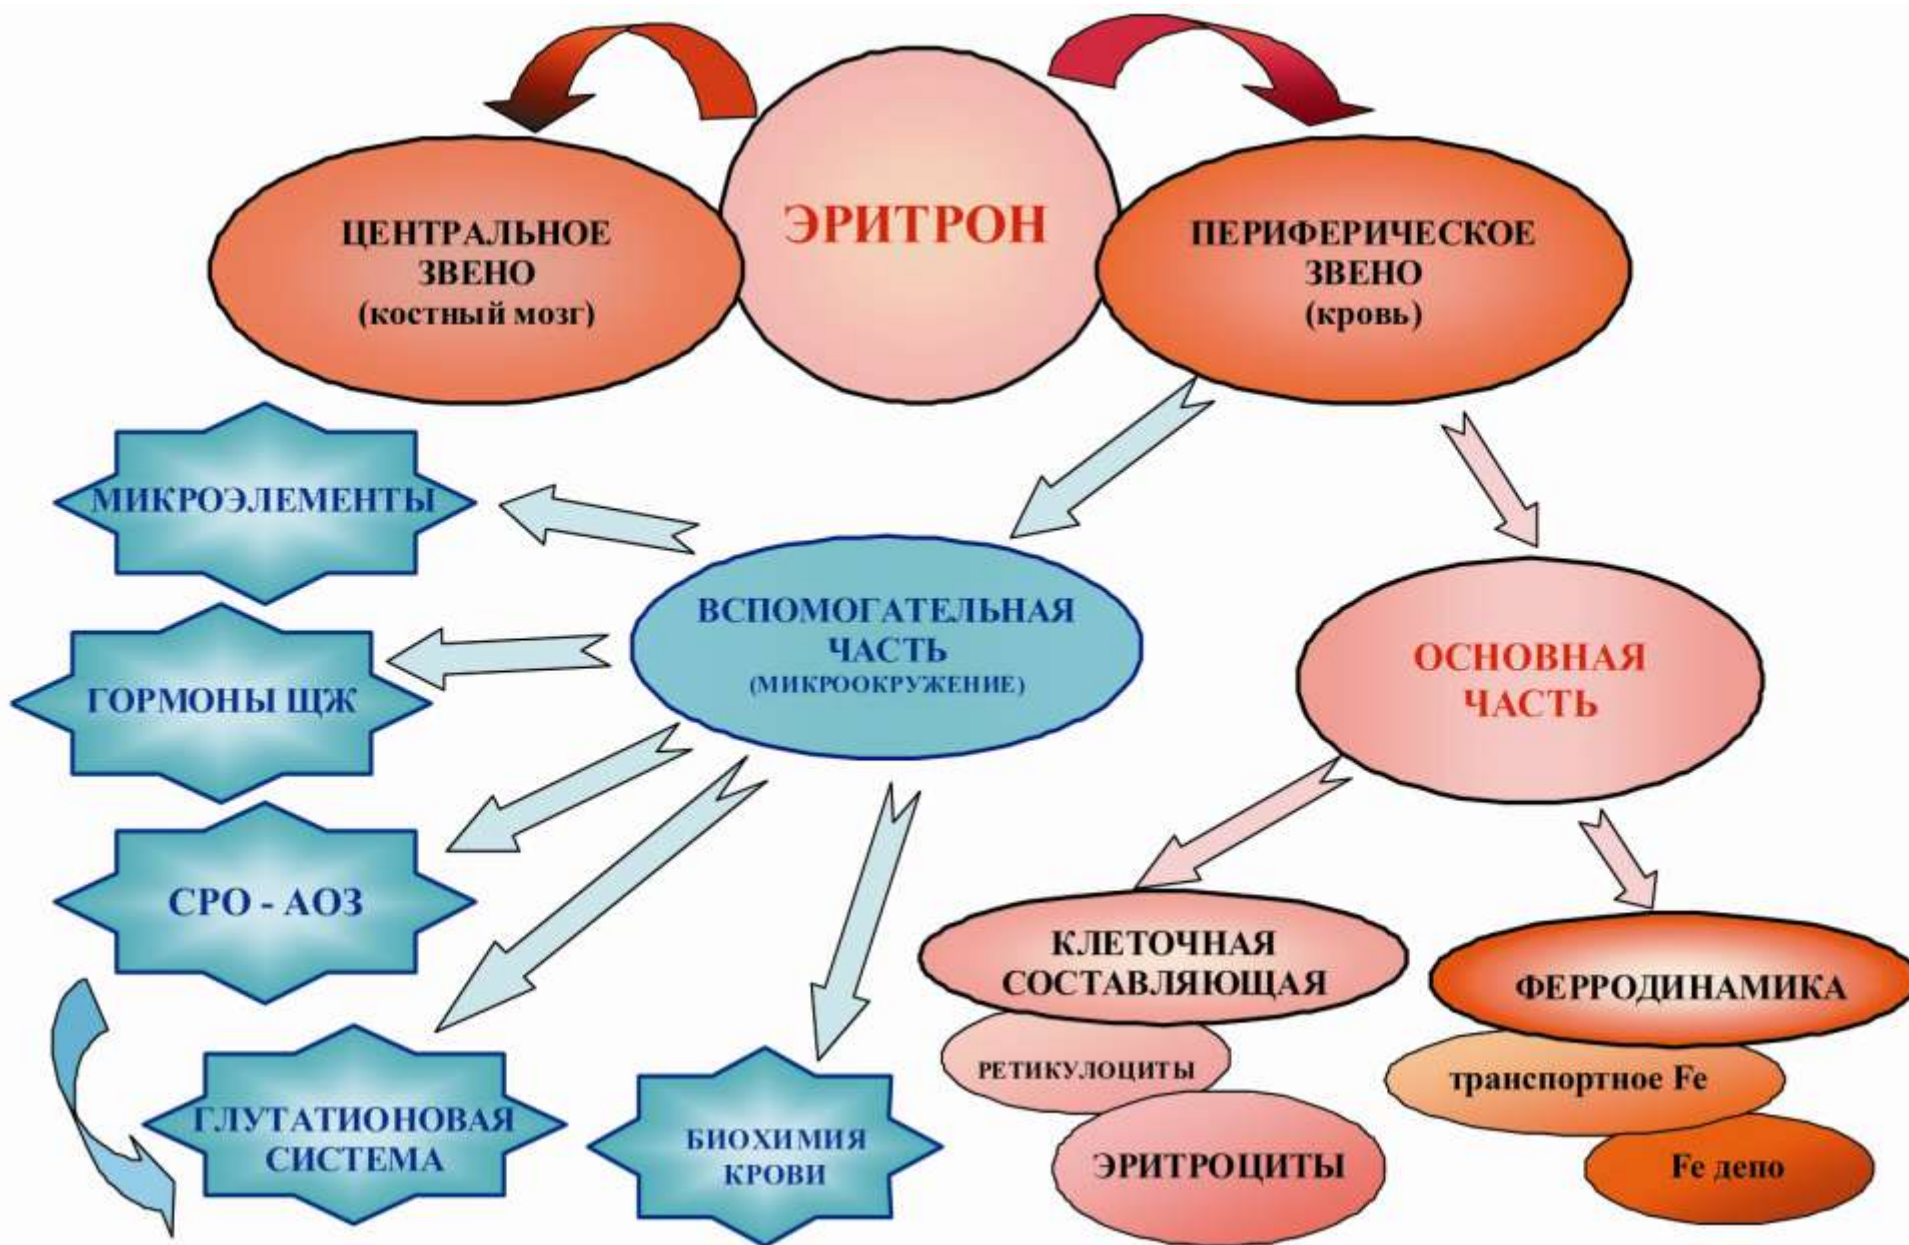 ЭРИТРОН
ЦЕНТРАЛЬНОЕ
ЗВЕНО
(костный мозг)
ПЕРИФЕРИЧЕСКОЕ
ЗВЕНО
(кровь)
МИКРОЭЛЕМЕНТЫ
ГОРМОНЫ ЩЖ
СРО - АОЗ
ГЛУТАТИОНОВАЯ
СИСТЕМА
БИОХИМИЯ
КРОВИ
ВСПОМОГАТЕЛЬНАЯ
ЧАСТЬ
(МИКРООКРУЖЕНИЕ)
ОСНОВНАЯ
ЧАСТЬ
КЛЕТОЧНАЯ
СОСТАВЛЯЮЩАЯ
РЕТИКУЛОЦИТЫ
ЭРИТРОЦИТЫ
ФЕРРОДИНАМИКА
транспортное Fe
Fe депо